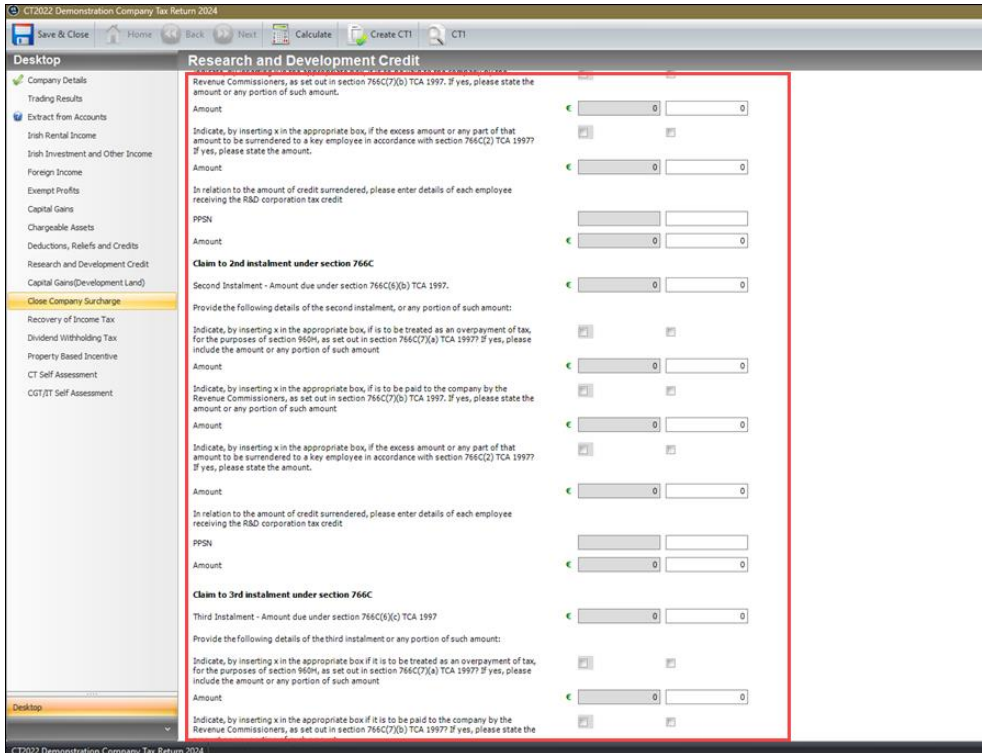 CT2022 Demonstration Company Tax Return 2024
Save & Close Home Back Next Calculate Create CT1 CT1
Desktop
Company Details
Trading Results
Extract from Accounts
Irish Rental Income
Irish Investment and Other Income
Foreign Income
Exempt Profits
Capital Gains
Chargeable Assets
Deductions, Reliefs and Credits
Research and Development Credit
Capital Gains(Development Land)
Close Company Surcharge
Recovery of Income Tax
Dividend Withholding Tax
Property Based Incentive
CT Self Assessment
CGT/IT Self Assessment
Desktop
Research and Development Credit
Indicate, by inserting x in the appropriate box, if it is to be paid to the company by the
Revenue Commissioners, as set out in section 766C(7)(b) TCA 1997. If yes, please state the
amount or any portion of such amount.
Amount € 0 0
Indicate, by inserting x in the appropriate box, if the excess amount or any part of that
amount to be surrendered to a key employee in accordance with section 766C(2) TCA 1997?
If yes, please state the amount.
Amount € 0 0
In relation to the amount of credit surrendered, please enter details of each employee
receiving the R&D corporation tax credit
PPSN
Amount € 0 0
Claim to 2nd instalment under section 766C
Second Instalment - Amount due under section 766C(6)(b) TCA 1997. € 0 0
Provide the following details of the second instalment, or any portion of such amount:
Indicate, by inserting x in the appropriate box, if is to be treated as an overpayment of tax,
for the purposes of section 960H, as set out in section 766C(7)(a) TCA 1997? If yes, please
include the amount or any portion of such amount
Amount € 0 0
Indicate, by inserting x in the appropriate box, if is to be paid to the company by the
Revenue Commissioners, as set out in section 766C(7)(b) TCA 1997. If yes, please state the
amount or any portion of such amount
Amount € 0 0
Indicate, by inserting x in the appropriate box, if the excess amount or any part of that
amount to be surrendered to a key employee in accordance with section 766C(2) TCA 1997?
If yes, please state the amount.
Amount € 0 0
In relation to the amount of credit surrendered, please enter details of each employee
receiving the R&D corporation tax credit
PPSN
Amount € 0 0
Claim to 3rd instalment under section 766C
Third Instalment - Amount due under section 766C(6)(c) TCA 1997 € 0 0
Provide the following details of the third instalment or any portion of such amount:
Indicate, by inserting x in the appropriate box if it is to be treated as an overpayment of tax,
for the purposes of section 960H, as set out in section 766C(7)(a) TCA 1997? If yes, please
include the amount or any portion of such amount
Amount € 0 0
Indicate, by inserting x in the appropriate box if it is to be paid to the company by the
Revenue Commissioners, as set out in section 766C(7)(b) TCA 1997? If yes, please state the
CT2022 Demonstration Company Tax Return 2024